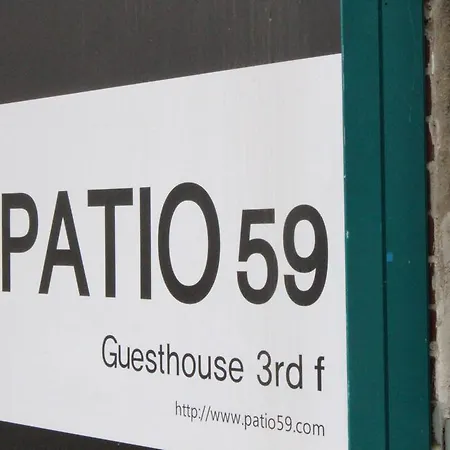 PATIO 59
Guesthouse 3rd f
http://www.patio59.com